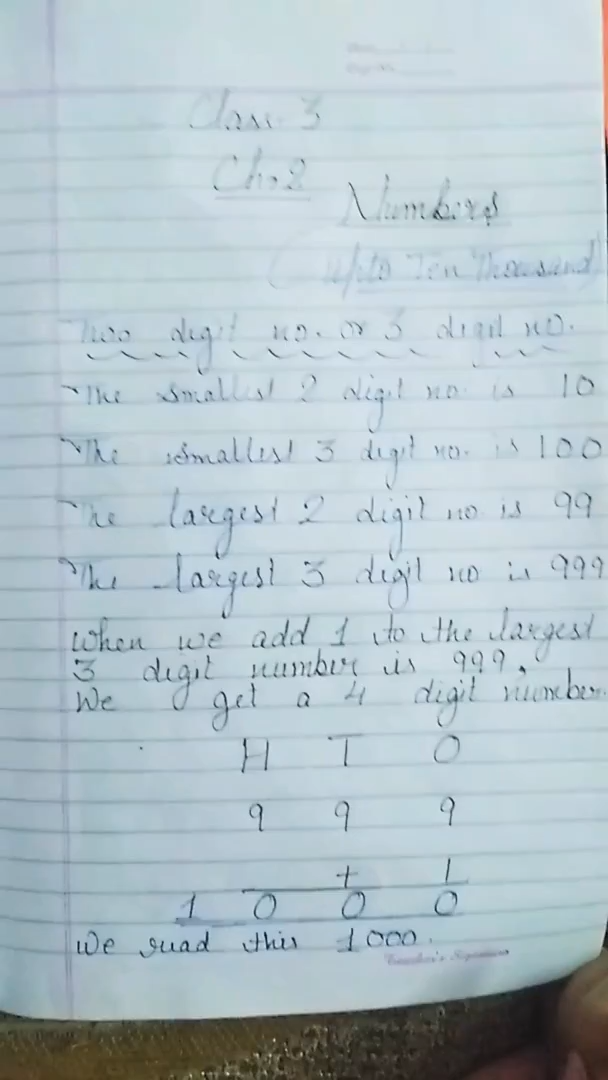 Class 3
Ch. 2
Numbers
(upto Ten Thousand)
Two digit no. or 3 digit no.
The smallest 2 digit no. is 10
The smallest 3 digit no. is 100
The largest 2 digit no is 99
The largest 3 digit no is 999
When we add 1 to the largest
3 digit number is 999.
We get a 4 digit number.
H T O
9 9 9
+ 1
1 0 0 0
We read this 1000.
Teacher's Signature